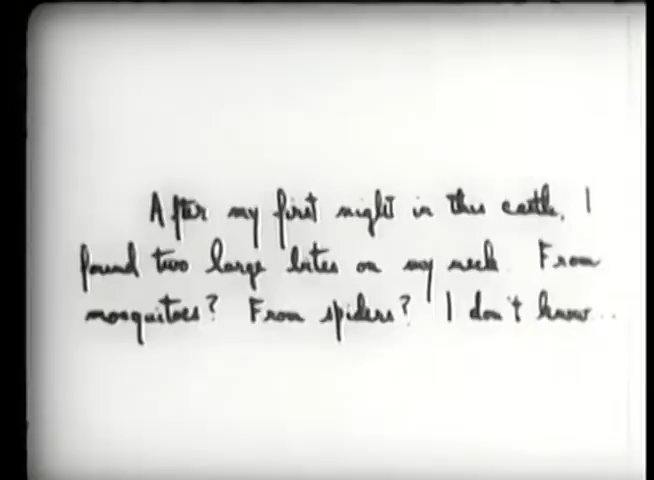 After my first night in this castle, I
found two large bites on my neck. From
mosquitoes? From spiders? I don't know...